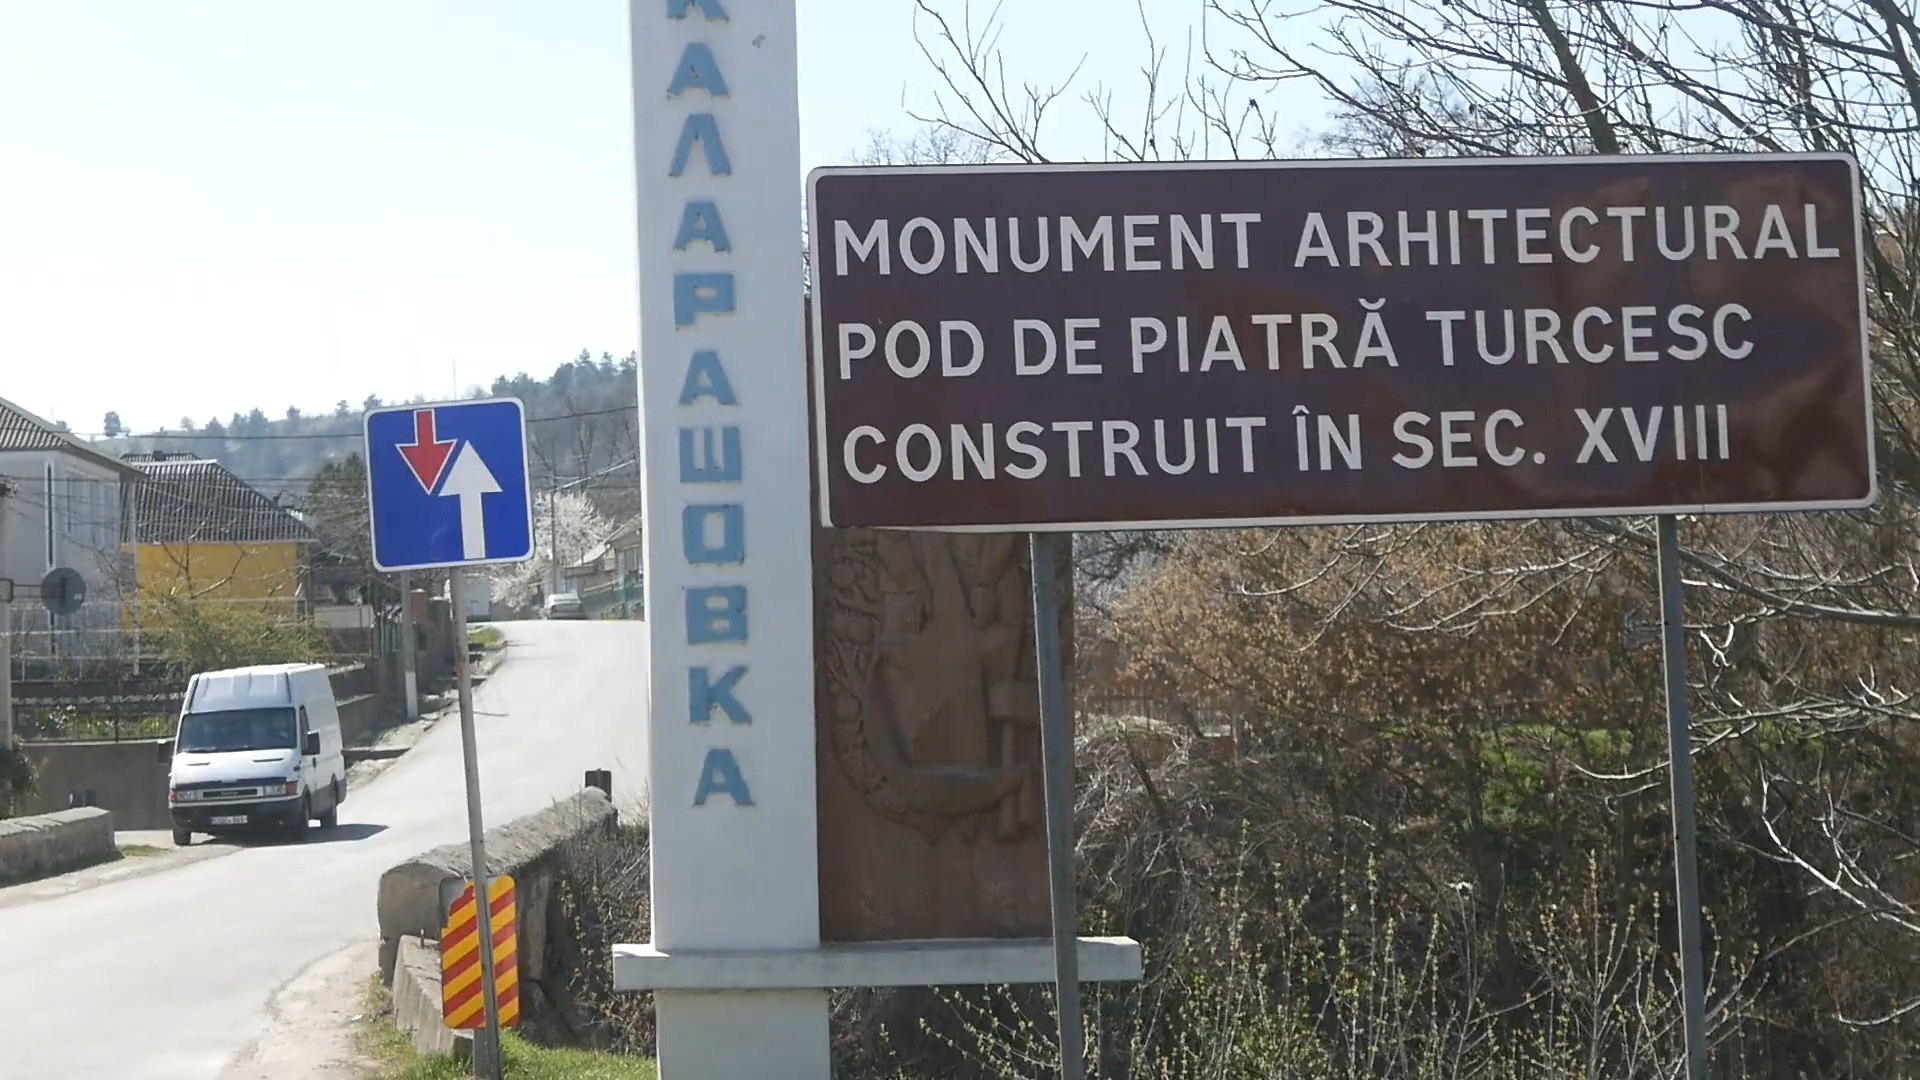 КАЛАРАШОВКА
MONUMENT ARHITECTURAL
POD DE PIATRĂ TURCESC
CONSTRUIT ÎN SEC. XVIII